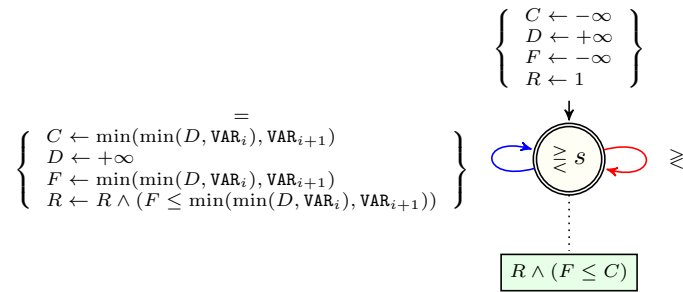 C ← −∞
D ← +∞
F ← −∞
R ← 1
=
C ← min(min(D, VAR_i), VAR_{i+1})
D ← +∞
F ← min(min(D, VAR_i), VAR_{i+1})
R ← R ∧ (F ≤ min(min(D, VAR_i), VAR_{i+1}))
⋛ s
≷
R ∧ (F ≤ C)